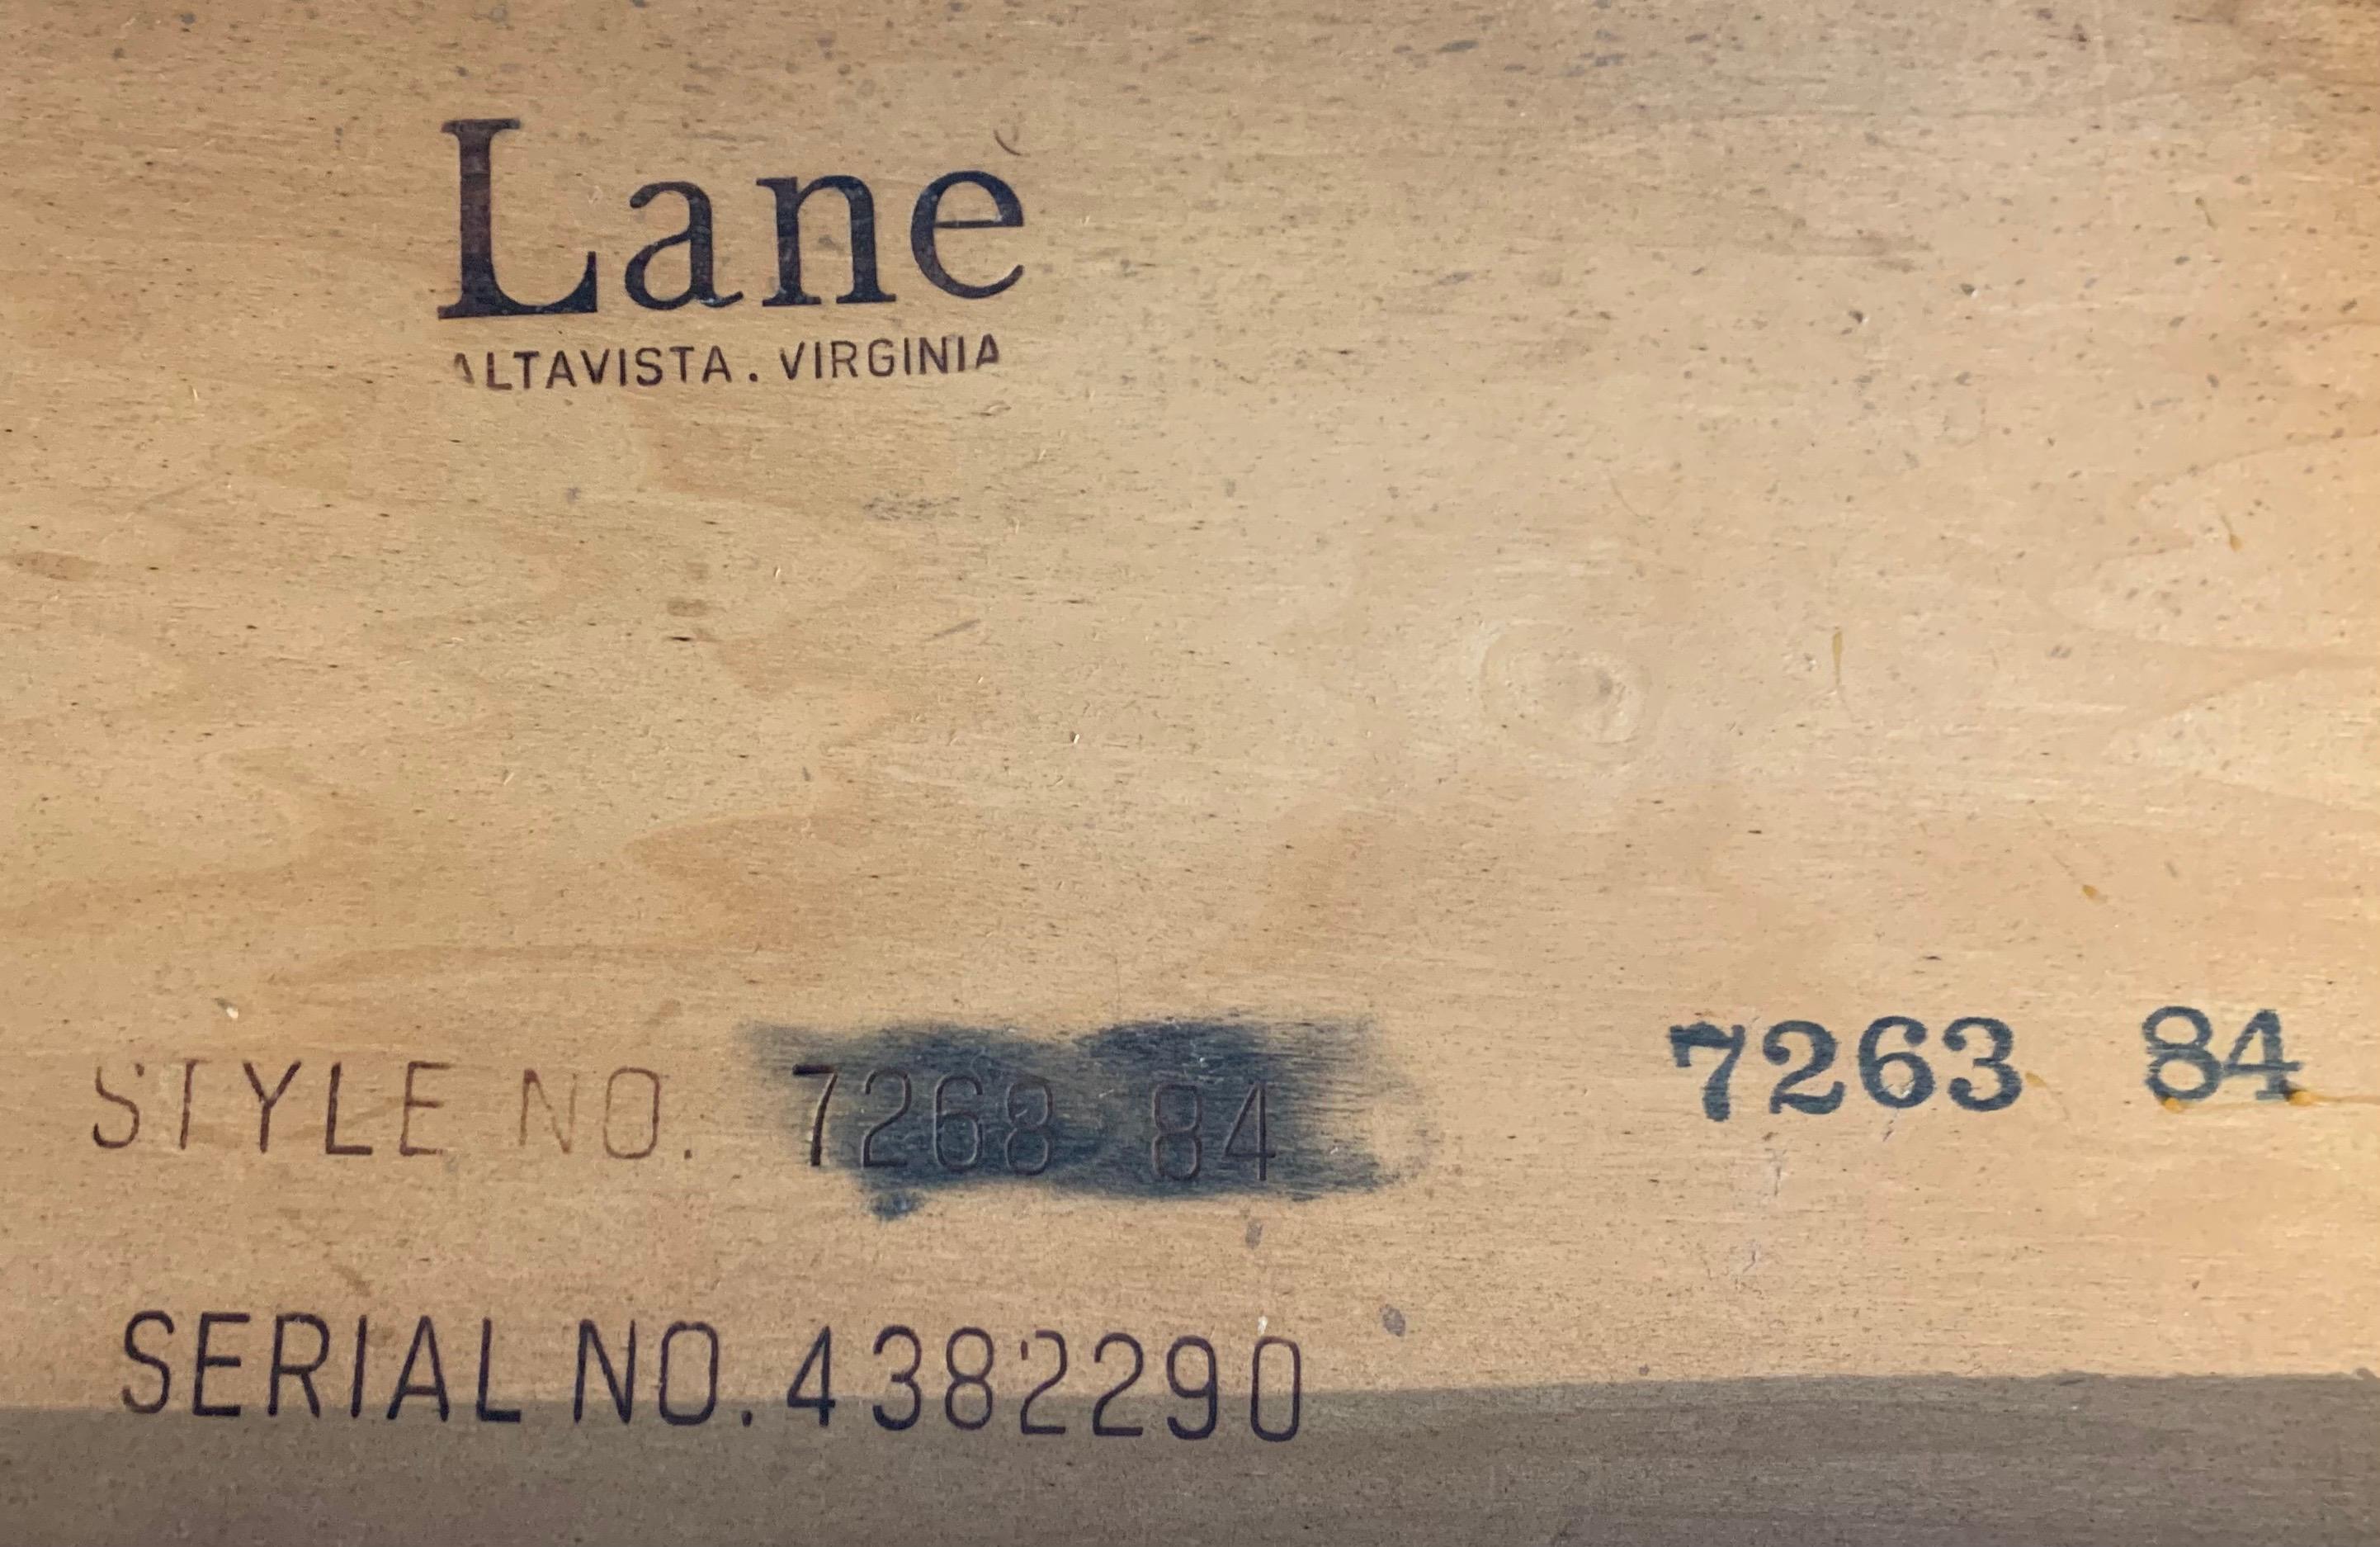 Lane
ALTAVISTA. VIRGINIA
STYLE NO. 7268 84 7263 84
SERIAL NO. 4382290